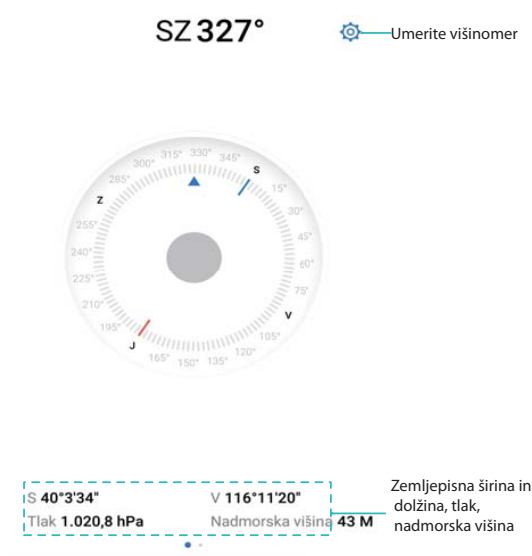 SZ 327°
Umerite višinomer
330°
345°
S
15°
30°
45°
60°
75°
V
105°
120°
135°
150°
165°
J
195°
210°
225°
240°
255°
Z
285°
300°
315°
S 40°3'34" V 116°11'20"
Tlak 1.020,8 hPa Nadmorska višina 43 M
Zemljepisna širina in
dolžina, tlak,
nadmorska višina